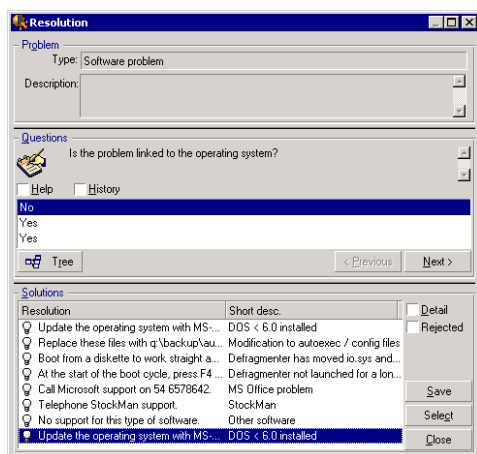 Resolution
Problem
Type: Software problem
Description:
Questions
Is the problem linked to the operating system?
Help History
No
Yes
Yes
Tree < Previous Next >
Solutions
Resolution Short desc. Detail
Update the operating system with MS-... DOS < 6.0 installed Rejected
Replace these files with q:\backup\au... Modification to autoexec / config files
Boot from a diskette to work straight a... Defragmenter has moved io.sys and...
At the start of the boot cycle, press F4 ... Defragmenter not launched for a lon...
Call Microsoft support on 54 6578642. MS Office problem
Save
Telephone StockMan support. StockMan
No support for this type of software. Other software
Select
Update the operating system with MS-... DOS < 6.0 installed
Close